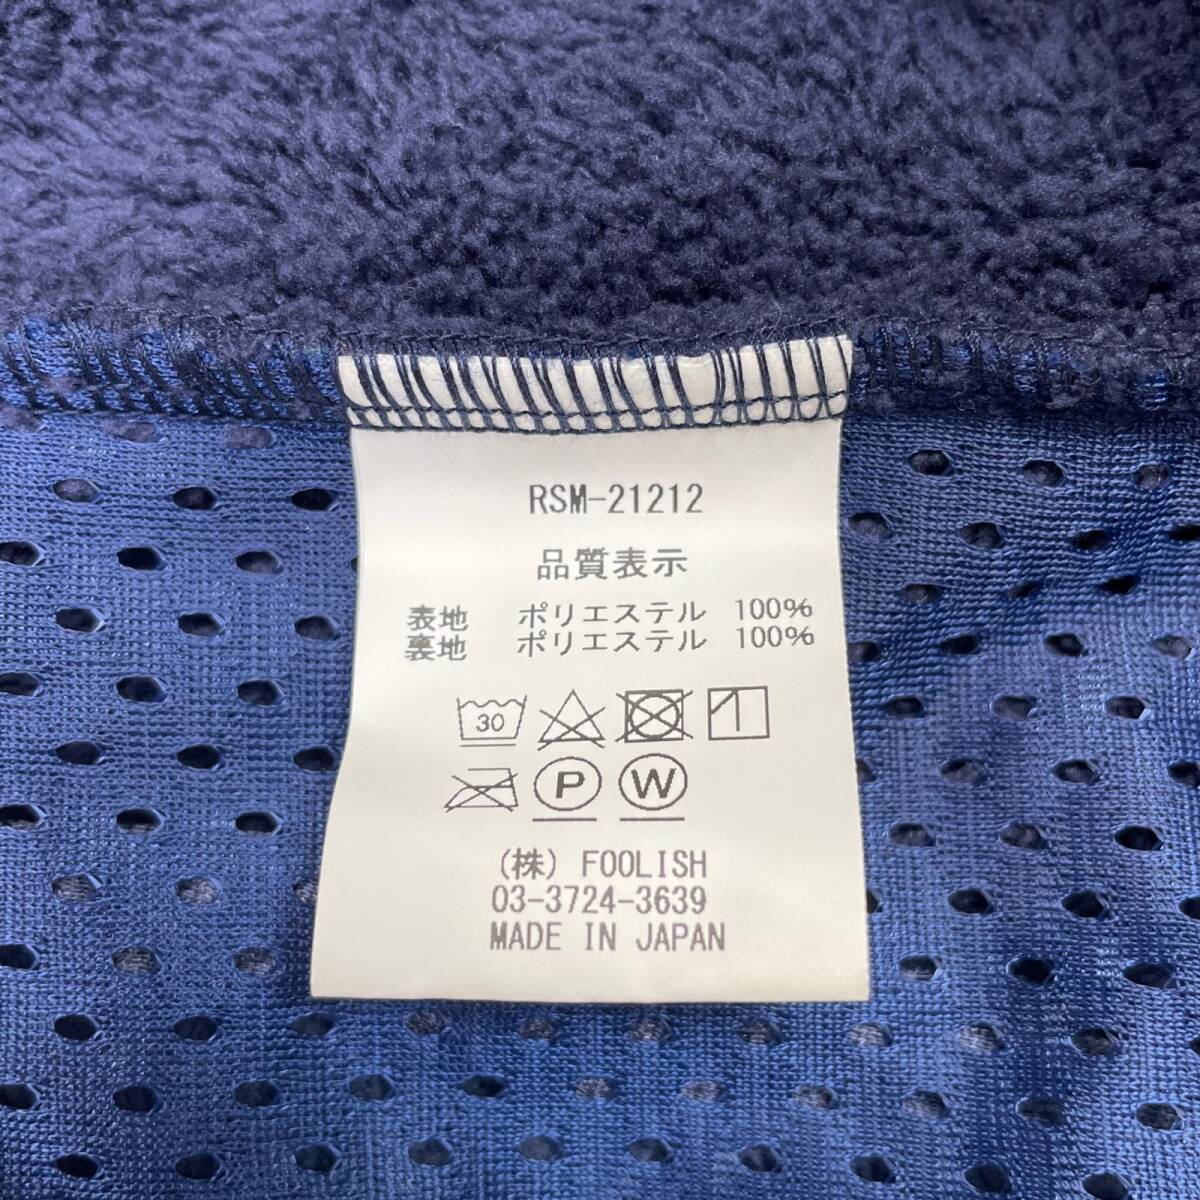 RSM-21212
品質表示
表地 ポリエステル 100%
裏地 ポリエステル 100%
30
P W
(株) FOOLISH
03-3724-3639
MADE IN JAPAN